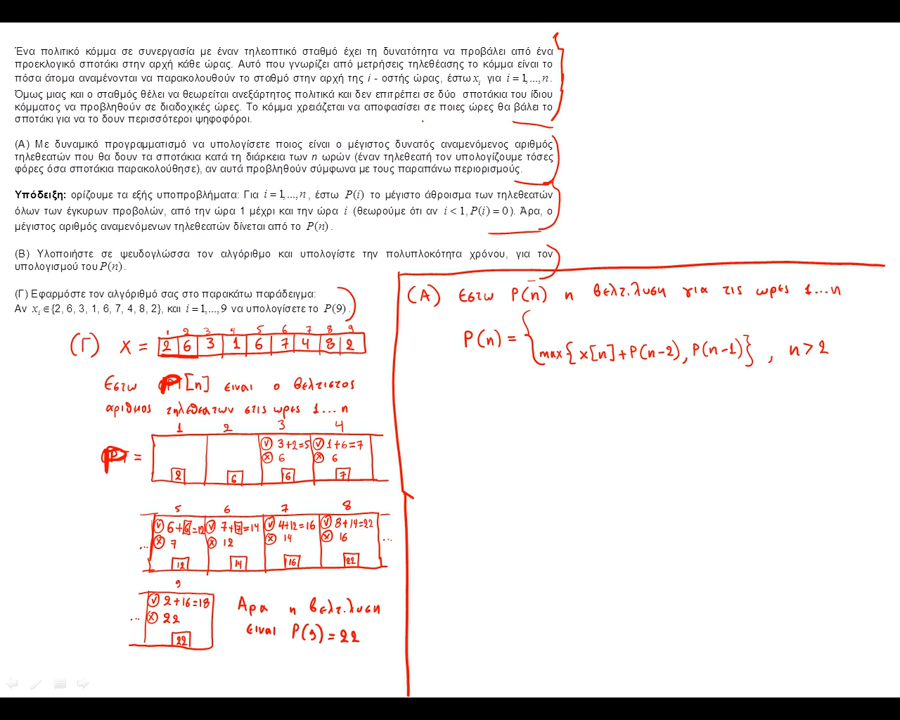 Ένα πολιτικό κόμμα σε συνεργασία με έναν τηλεοπτικό σταθμό έχει τη δυνατότητα να προβάλει από ένα
προεκλογικό σποτάκι στην αρχή κάθε ώρας. Αυτό που γνωρίζει από μετρήσεις τηλεθέασης το κόμμα είναι το
πόσα άτομα αναμένονται να παρακολουθούν το σταθμό στην αρχή της i - οστής ώρας, έστω xᵢ για i = 1,...,n.
Όμως μιας και ο σταθμός θέλει να θεωρείται ανεξάρτητος πολιτικά και δεν επιτρέπει σε δύο σποτάκια του ίδιου
κόμματος να προβληθούν σε διαδοχικές ώρες. Το κόμμα χρειάζεται να αποφασίσει σε ποιες ώρες θα βάλει το
σποτάκι για να το δουν περισσότεροι ψηφοφόροι.
(Α) Με δυναμικό προγραμματισμό να υπολογίσετε ποιος είναι ο μέγιστος δυνατός αναμενόμενος αριθμός
τηλεθεατών που θα δουν τα σποτάκια κατά τη διάρκεια των n ωρών (έναν τηλεθεατή τον υπολογίζουμε τόσες
φόρες όσα σποτάκια παρακολούθησε), αν αυτά προβληθούν σύμφωνα με τους παραπάνω περιορισμούς.
Υπόδειξη: ορίζουμε τα εξής υποπροβλήματα: Για i = 1,...,n, έστω P(i) το μέγιστο άθροισμα των τηλεθεατών
όλων των έγκυρων προβολών, από την ώρα 1 μέχρι και την ώρα i (θεωρούμε ότι αν i < 1, P(i) = 0). Άρα, ο
μέγιστος αριθμός αναμενόμενων τηλεθεατών δίνεται από το P(n).
(Β) Υλοποιήστε σε ψευδογλώσσα τον αλγόριθμο και υπολογίστε την πολυπλοκότητα χρόνου, για τον
υπολογισμού του P(n).
(Γ) Εφαρμόστε τον αλγόριθμό σας στο παρακάτω παράδειγμα:
Αν xᵢ ∈ {2, 6, 3, 1, 6, 7, 4, 8, 2}, και i = 1,...,9 να υπολογίσετε το P(9).
1 2 3 4 5 6 7 8 9
(Γ) X = 2 6 3 1 6 7 4 8 2
Εστω P[n] ειναι ο βελτιστος
αριθμος τηλεθεατων στις ωρες 1...n
1 2 3 4
V 3+2=5 V 1+6=7
P = X 6 X 6
2 6 6 7
5 6 7 8
V 6+6=12 V 7+7=14 V 4+12=16 V 8+14=22
... X 7 X 12 X 14 X 16 ...
12 14 16 22
9
V 2+16=18
... X 22
22
Αρα η βελτ.λυση
ειναι P(9)=22
(Α) Εστω P(n) η βελτ.λυση για τις ωρες 1...n
P(n) = {
max{x[n]+P(n-2), P(n-1)} , n>2